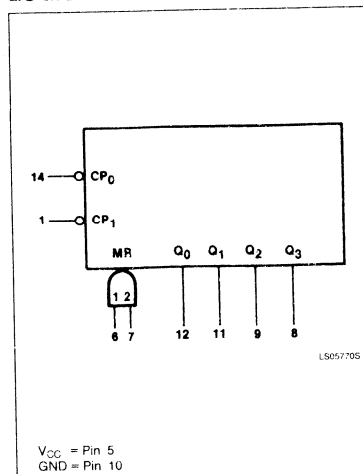 14 CP0
1 CP1
MR Q0 Q1 Q2 Q3
1 2
6 7 12 11 9 8
LS05770S
VCC = Pin 5
GND = Pin 10